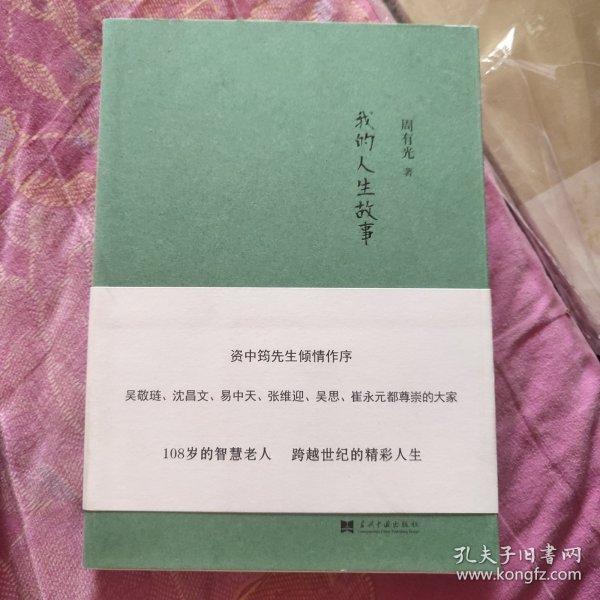 我的人生故事
周有光 著
资中筠先生倾情作序
吴敬琏、沈昌文、易中天、张维迎、吴思、崔永元都尊崇的大家
108岁的智慧老人 跨越世纪的精彩人生
当代中国出版社
孔夫子旧书网
www.kongfz.com